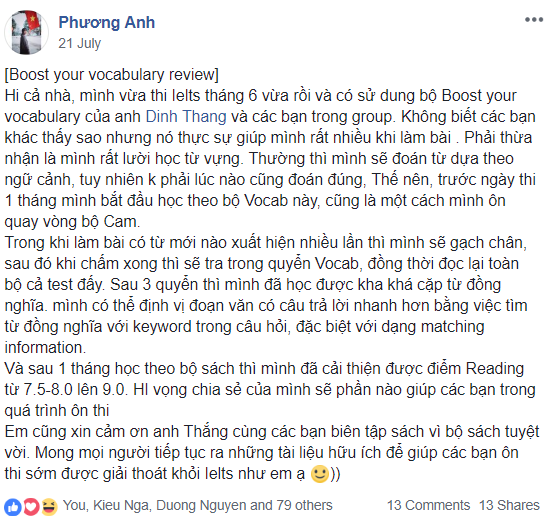 Phương Anh
21 July
[Boost your vocabulary review]
Hi cả nhà, mình vừa thi Ielts tháng 6 vừa rồi và có sử dung bộ Boost your
vocabulary của anh Dinh Thang và các bạn trong group. Không biết các bạn
khác thấy sao nhưng nó thực sự giúp mình rất nhiều khi làm bài . Phải thừa
nhận là mình rất lười học từ vựng. Thường thì mình sẽ đoán từ dựa theo
ngữ cảnh, tuy nhiên k phải lúc nào cũng đoán đúng, Thế nên, trước ngày thi
1 tháng mình bắt đầu học theo bộ Vocab này, cũng là một cách mình ôn
quay vòng bộ Cam.
Trong khi làm bài có từ mới nào xuất hiện nhiều lần thì mình sẽ gạch chân,
sau đó khi chấm xong thì sẽ tra trong quyển Vocab, đồng thời đọc lại toàn
bộ cả test đấy. Sau 3 quyển thì mình đã học được kha khá cặp từ đồng
nghĩa. mình có thể định vị đoạn văn có câu trả lời nhanh hơn bằng việc tìm
từ đồng nghĩa với keyword trong câu hỏi, đặc biệt với dạng matching
information.
Và sau 1 tháng học theo bộ sách thì mình đã cải thiện được điểm Reading
từ 7.5-8.0 lên 9.0. HI vọng chia sẻ của mình sẽ phần nào giúp các bạn trong
quá trình ôn thi
Em cũng xin cảm ơn anh Thắng cùng các bạn biên tập sách vì bộ sách tuyệt
vời. Mong mọi người tiếp tục ra những tài liệu hữu ích để giúp các bạn ôn
thi sớm được giải thoát khỏi Ielts như em ạ 🙂))
You, Kieu Nga, Duong Nguyen and 79 others
13 Comments 13 Shares